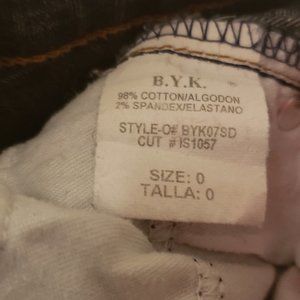 B.Y.K.
98% COTTON/ALGODON
2% SPANDEX/ELASTANO
STYLE-O# BYK07SD
CUT # IS1057
SIZE: 0
TALLA: 0